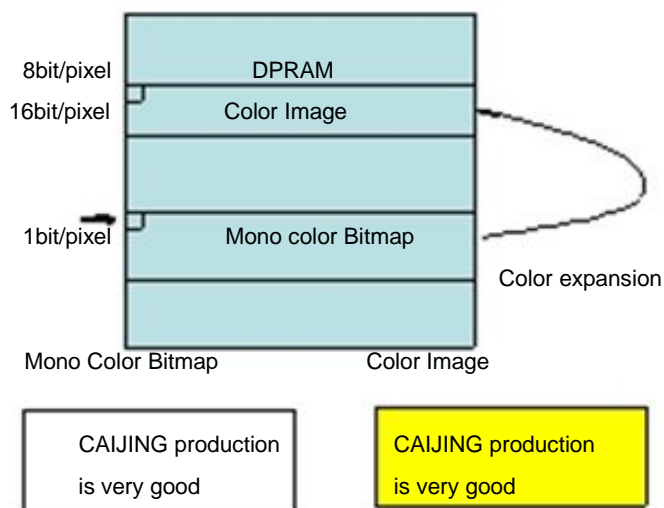 8bit/pixel DPRAM
16bit/pixel Color Image
1bit/pixel Mono color Bitmap
Color expansion
Mono Color Bitmap Color Image
CAIJING production
is very good
CAIJING production
is very good